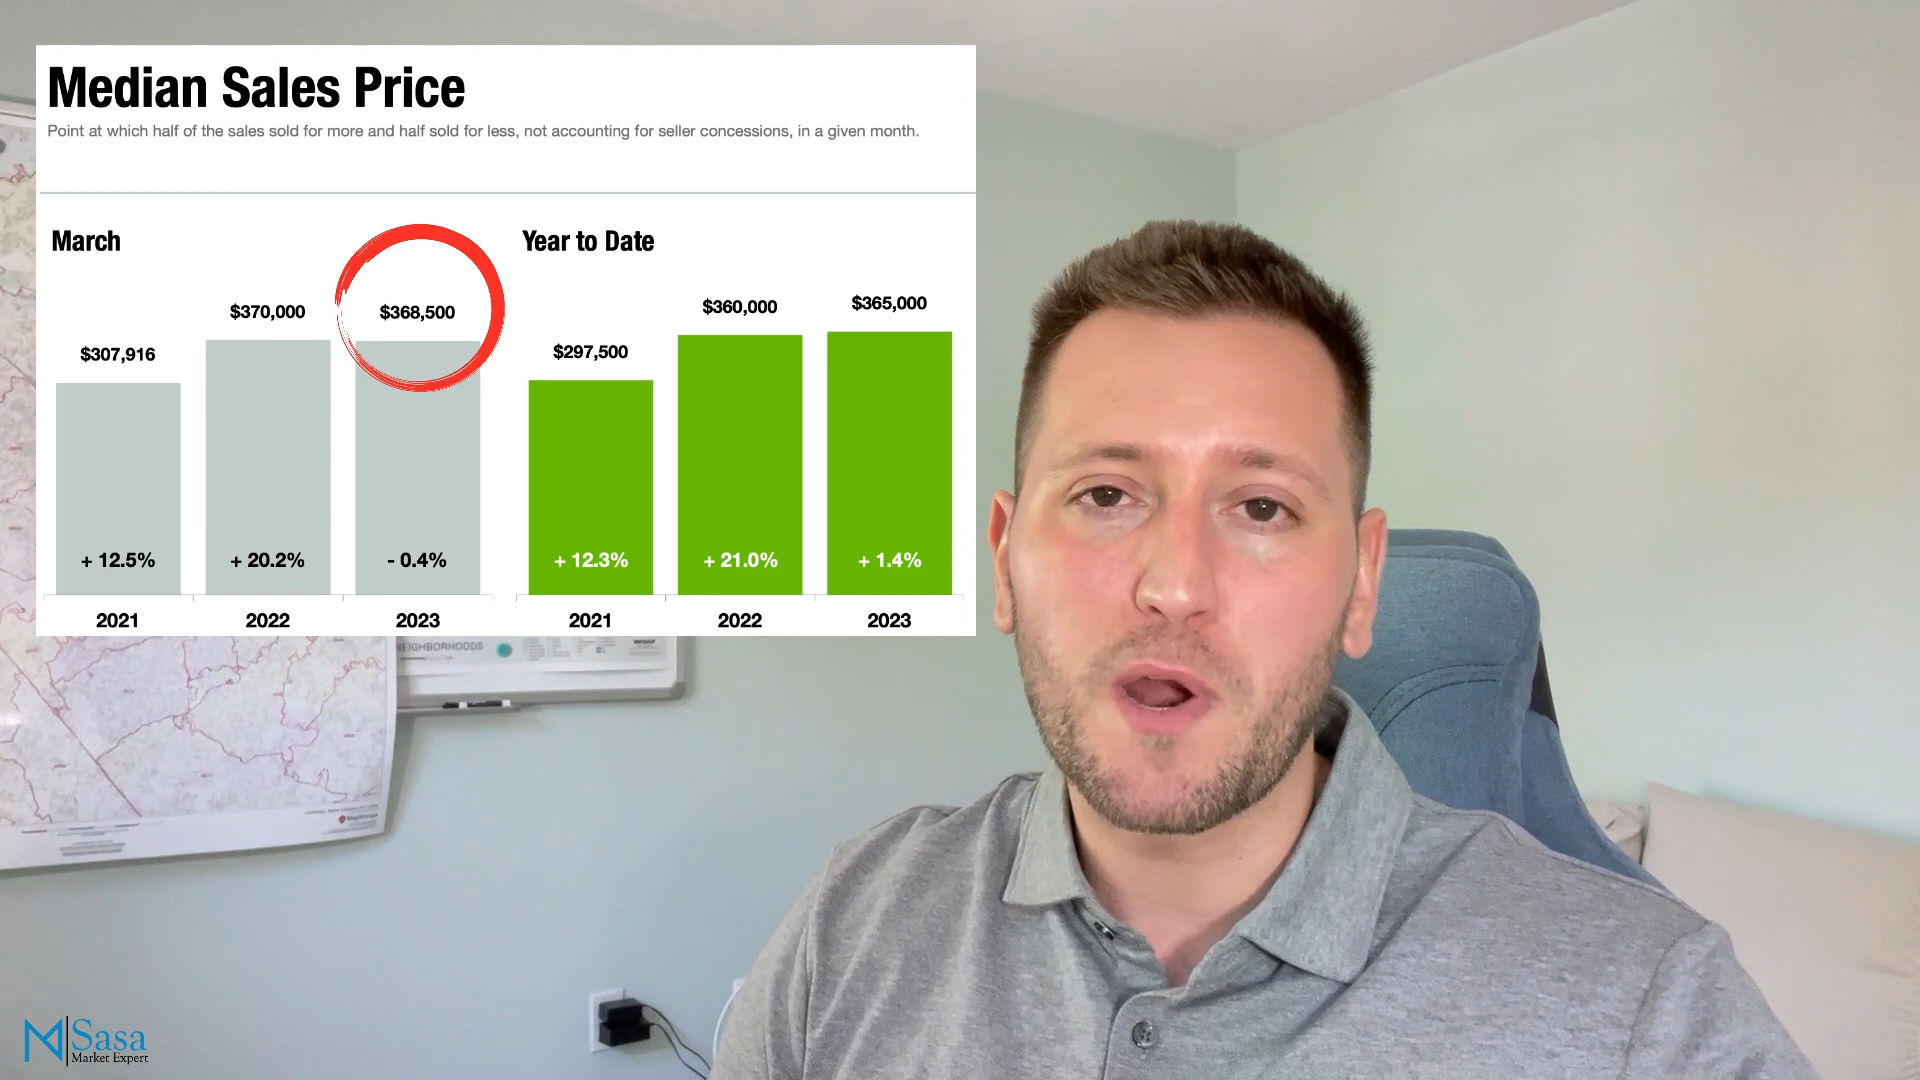 Median Sales Price
Point at which half of the sales sold for more and half sold for less, not accounting for seller concessions, in a given month.
March
Year to Date
$307,916
$370,000
$368,500
$297,500
$360,000
$365,000
+ 12.5%
+ 20.2%
- 0.4%
+ 12.3%
+ 21.0%
+ 1.4%
2021
2022
2023
2021
2022
2023
NEIGHBORHOODS
Sasa
Market Expert